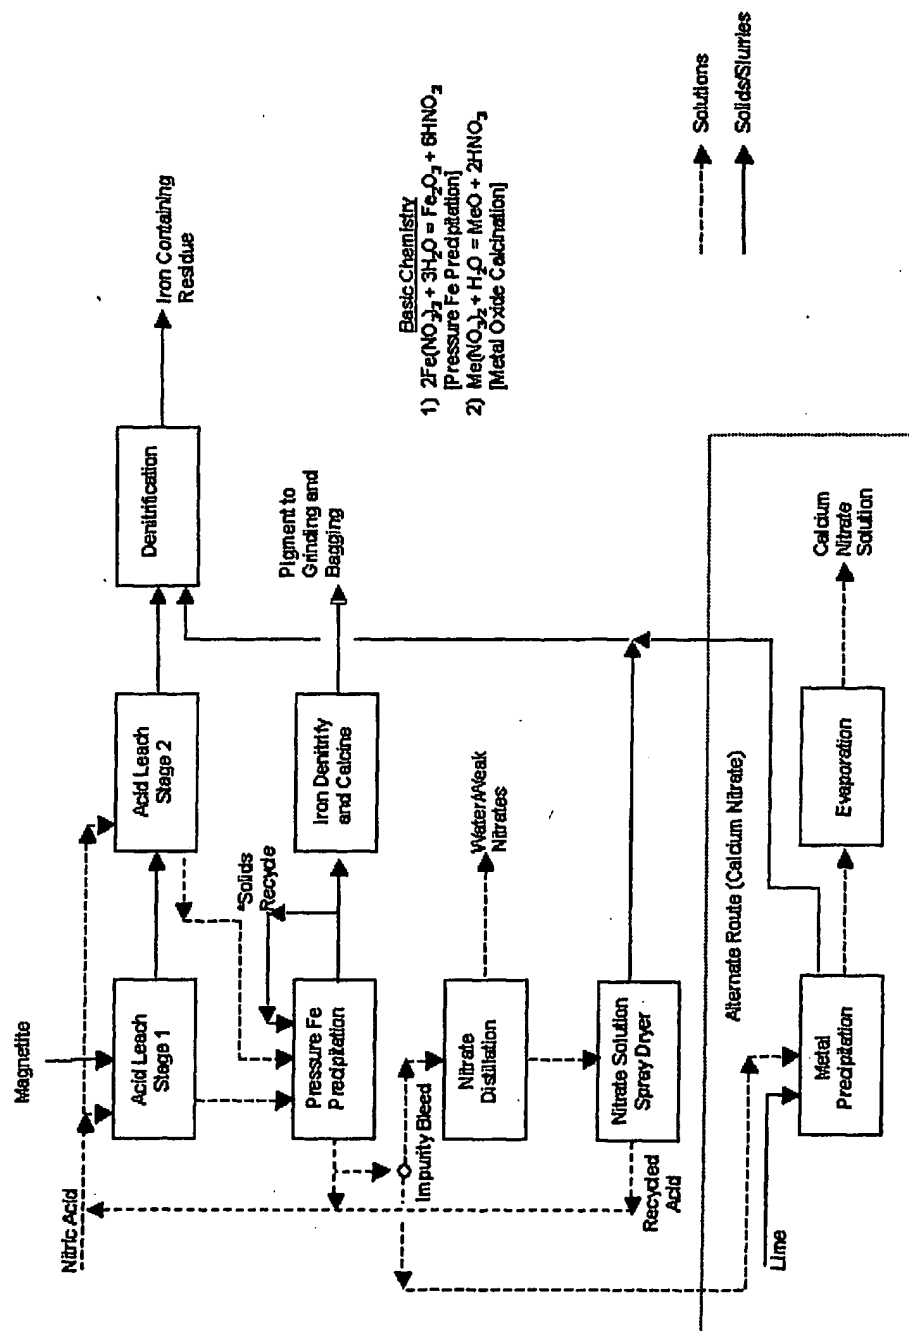 Magnetite
Nitric Acid
Acid Leach
Stage 1
Acid Leach
Stage 2
Denitrification
Iron Containing
Residue
*Solids
Recycle
Pressure Fe
Precipitation
Iron Denitrify
and Calcine
Pigment to
Grinding and
Bagging
Impurity Bleed
Nitrate
Distillation
Water/Weak
Nitrates
Nitrate Solution
Spray Dryer
Recycled
Acid
Alternate Route (Calcium Nitrate)
Lime
Metal
Precipitation
Evaporation
Calcium
Nitrate
Solution
Basic Chemistry
1) 2Fe(NO3)3 + 3H2O = Fe2O3 + 6HNO3
[Pressure Fe Precipitation]
2) Me(NO3)2 + H2O = MeO + 2HNO3
[Metal Oxide Calcination]
Solutions
Solids/Slurries